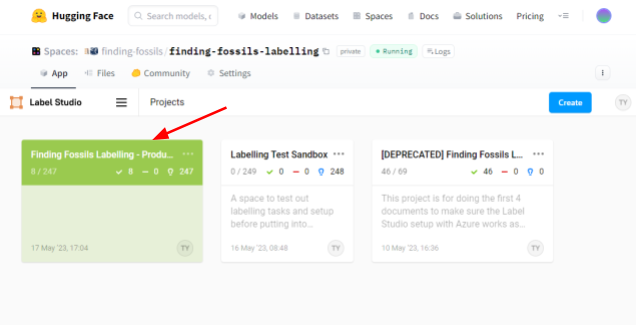 Hugging Face
Search models, d
Models
Datasets
Spaces
Docs
Solutions
Pricing
Spaces:
finding-fossils/finding-fossils-labelling
private
Running
Logs
App
Files
Community
Settings
Label Studio
Projects
Create
TY
Finding Fossils Labelling - Produ...
8 / 247
8
0
247
17 May '23, 17:04
TY
Labelling Test Sandbox
0 / 249
0
0
248
A space to test out
labelling tasks and setup
before putting into...
16 May '23, 08:48
TY
[DEPRECATED] Finding Fossils L...
46 / 69
46
0
0
This project is for doing the first 4
documents to make sure the Label
Studio setup with Azure works as...
10 May '23, 16:36
TY